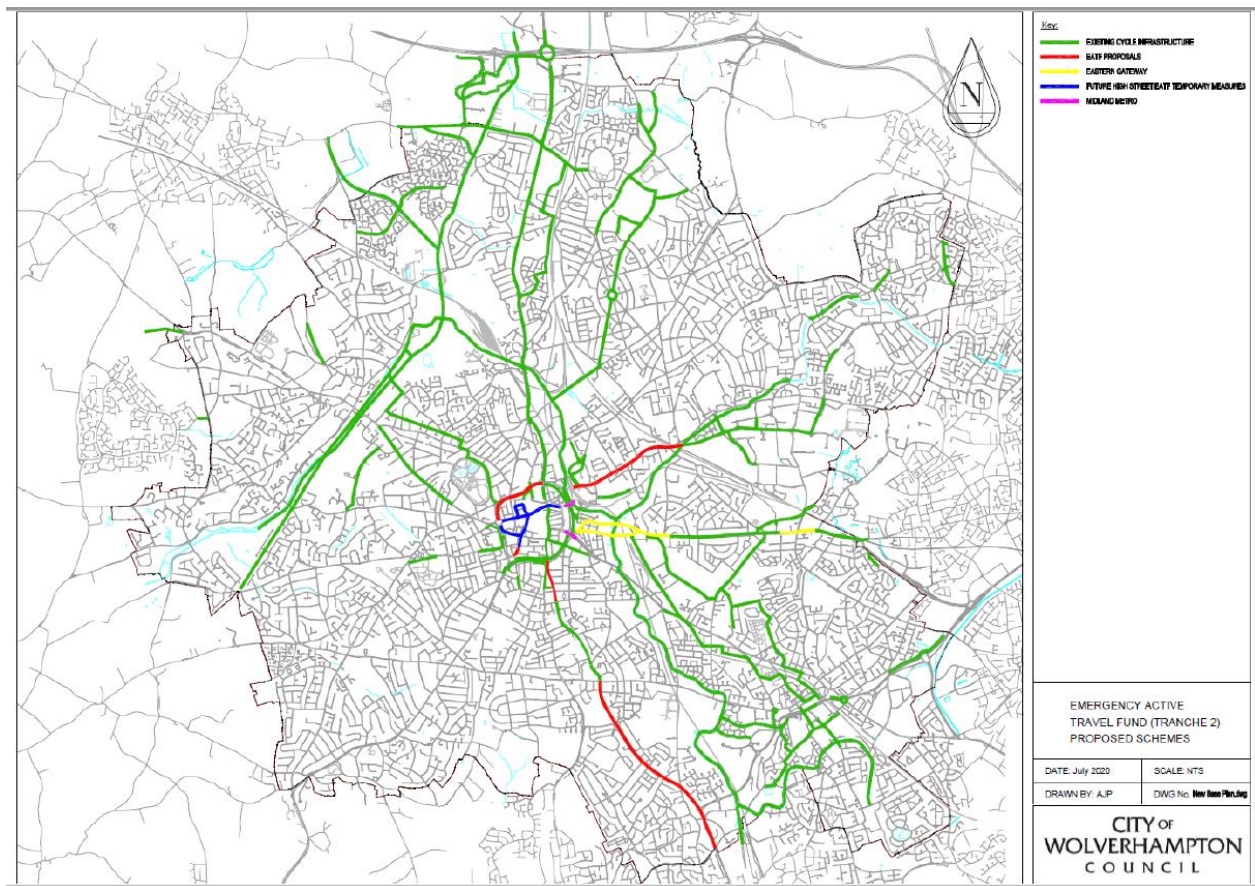 Key:
EXISTING CYCLE INFRASTRUCTURE
EATF PROPOSALS
EASTERN GATEWAY
FUTURE HIGH STREET/EATF TEMPORARY MEASURES
MIDLAND METRO
N
EMERGENCY ACTIVE
TRAVEL FUND (TRANCHE 2)
PROPOSED SCHEMES
DATE: July 2020
SCALE: NTS
DRAWN BY: AJP
DWG No. New Base Plan.dwg
CITY OF
WOLVERHAMPTON
COUNCIL